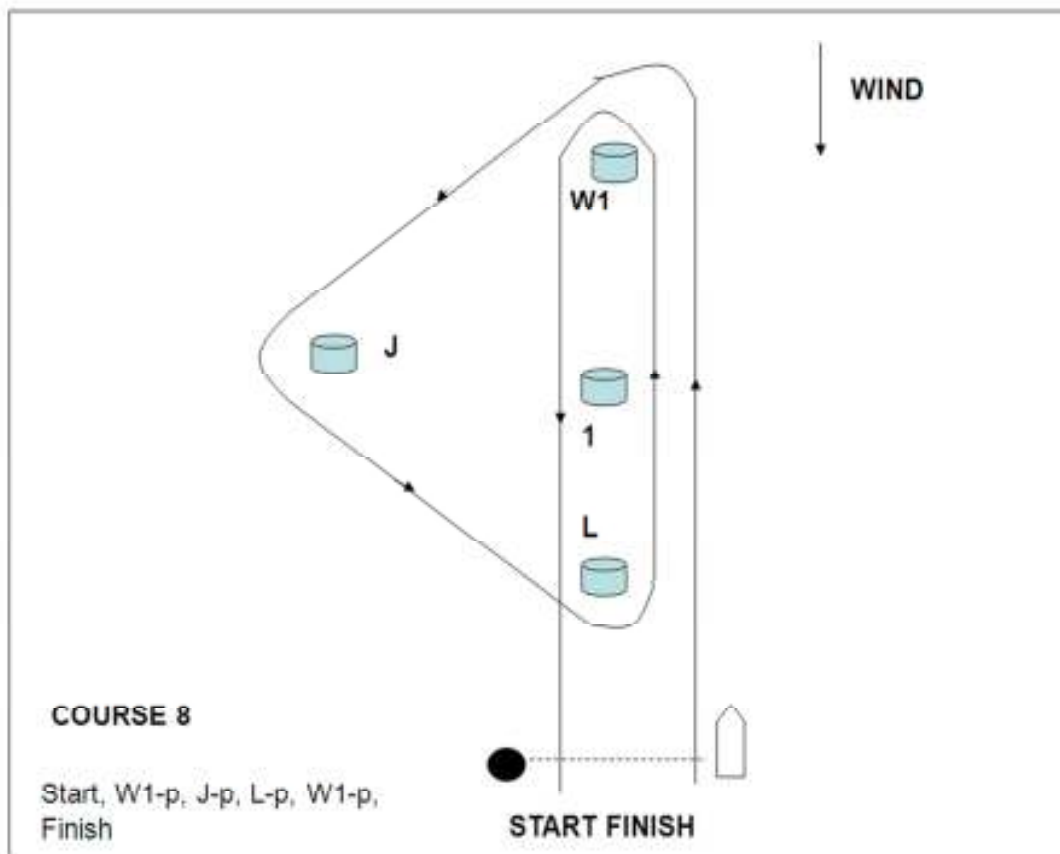 WIND
W1
J
1
L
COURSE 8
Start, W1-p, J-p, L-p, W1-p,
Finish
START FINISH